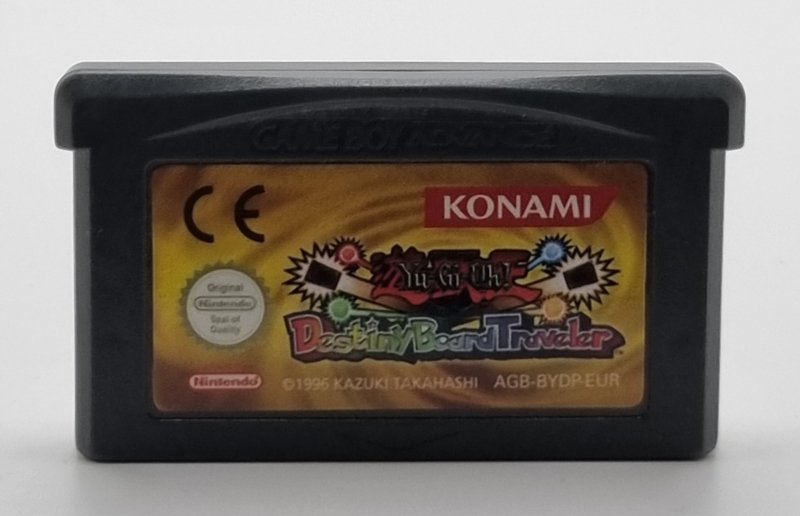 GAME BOY ADVANCE
CE
KONAMI
Yu-Gi-Oh!
Destiny Board Traveler™
Original
Nintendo
Seal of
Quality
Nintendo
©1996 KAZUKI TAKAHASHI AGB-BYDP-EUR